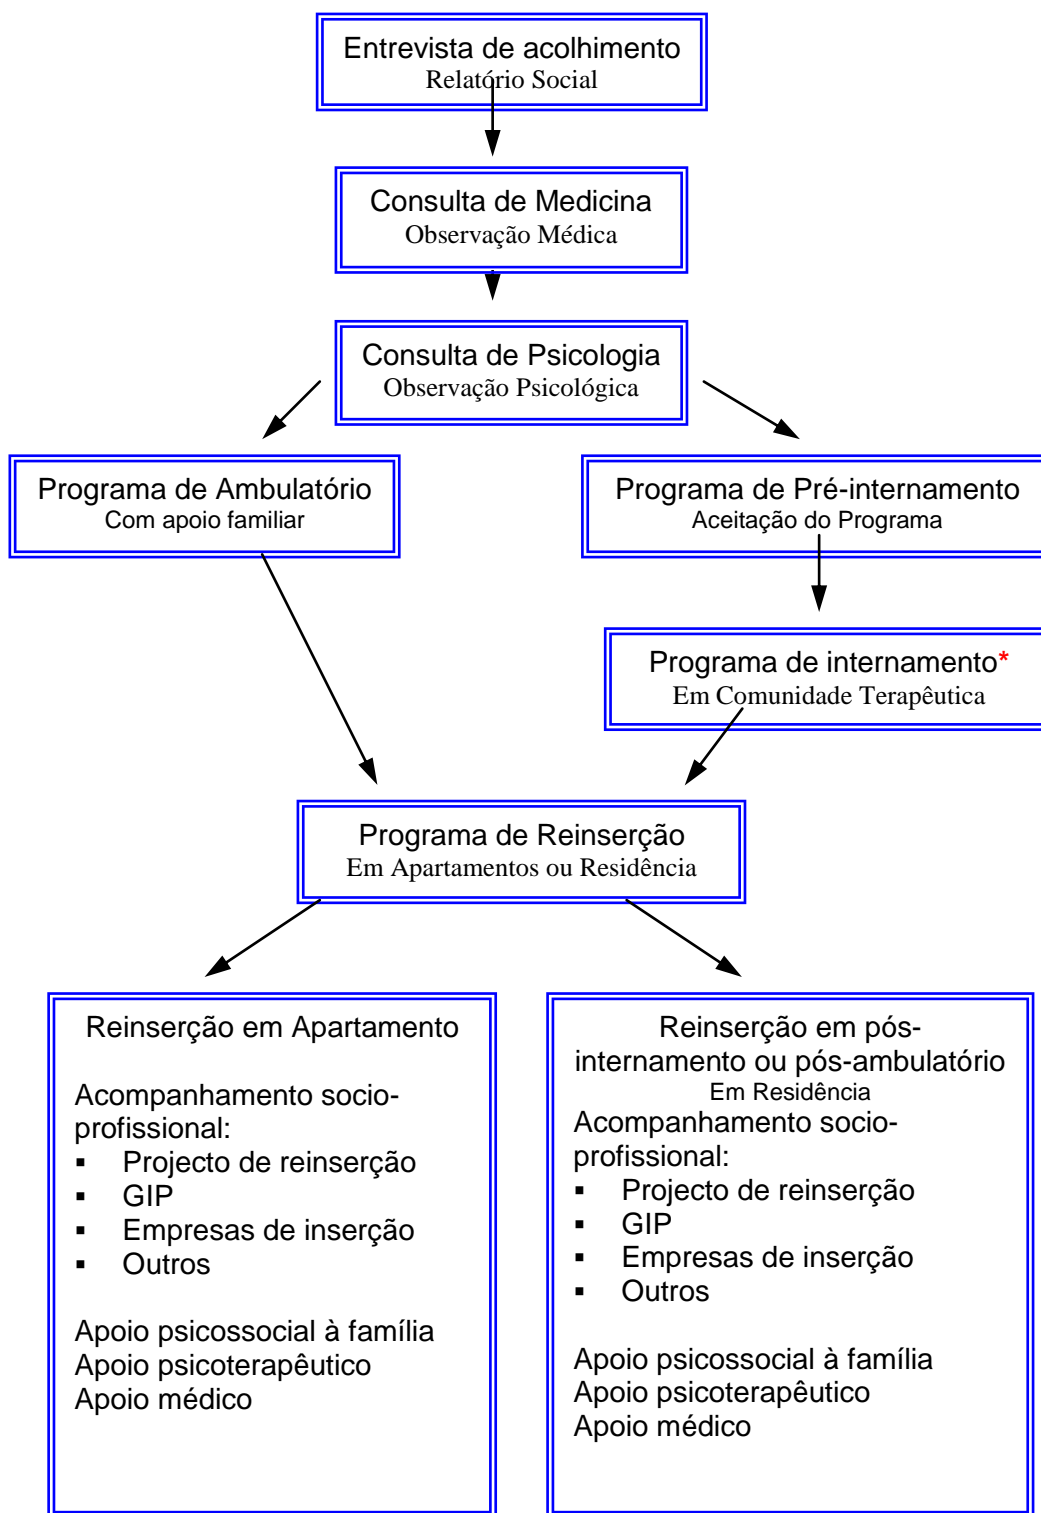 Entrevista de acolhimento
Relatório Social
Consulta de Medicina
Observação Médica
Consulta de Psicologia
Observação Psicológica
Programa de Ambulatório
Com apoio familiar
Programa de Pré-internamento
Aceitação do Programa
Programa de internamento*
Em Comunidade Terapêutica
Programa de Reinserção
Em Apartamentos ou Residência
Reinserção em Apartamento
Acompanhamento socio-
profissional:
▪ Projecto de reinserção
▪ GIP
▪ Empresas de inserção
▪ Outros
Apoio psicossocial à família
Apoio psicoterapêutico
Apoio médico
Reinserção em pós-
internamento ou pós-ambulatório
Em Residência
Acompanhamento socio-
profissional:
▪ Projecto de reinserção
▪ GIP
▪ Empresas de inserção
▪ Outros
Apoio psicossocial à família
Apoio psicoterapêutico
Apoio médico